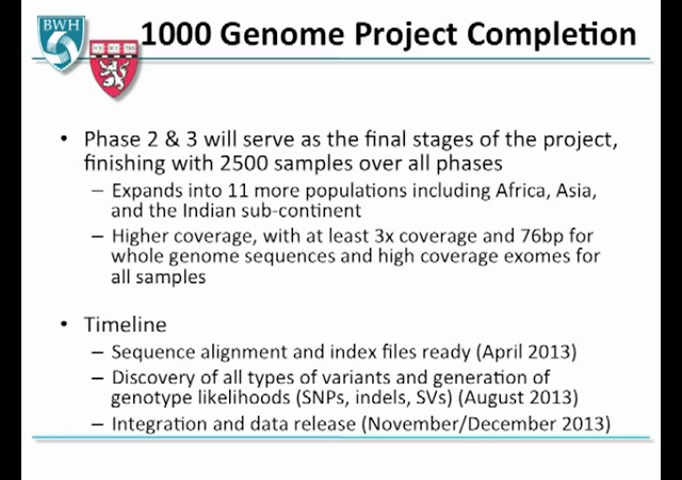 BWH
1000 Genome Project Completion
• Phase 2 & 3 will serve as the final stages of the project,
finishing with 2500 samples over all phases
– Expands into 11 more populations including Africa, Asia,
and the Indian sub-continent
– Higher coverage, with at least 3x coverage and 76bp for
whole genome sequences and high coverage exomes for
all samples
• Timeline
– Sequence alignment and index files ready (April 2013)
– Discovery of all types of variants and generation of
genotype likelihoods (SNPs, indels, SVs) (August 2013)
– Integration and data release (November/December 2013)